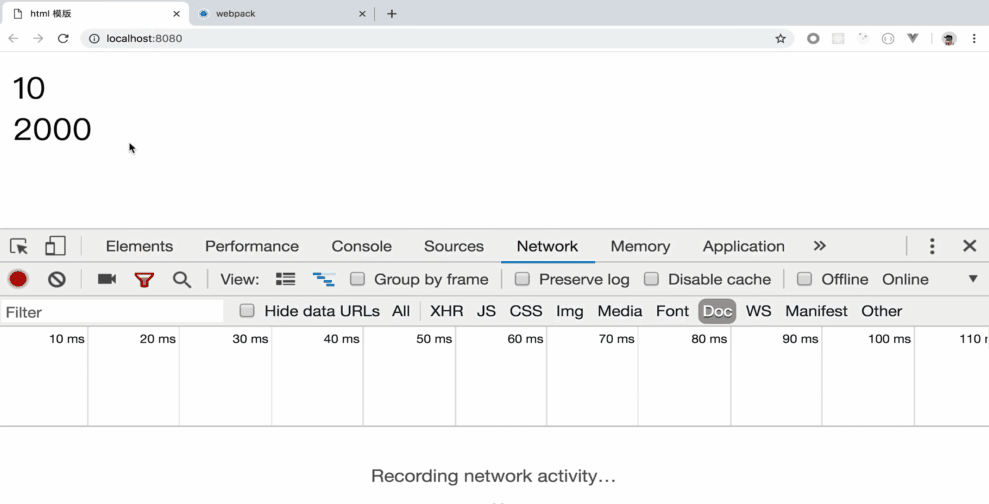 html 模版
webpack
localhost:8080
10
2000
Elements Performance Console Sources Network Memory Application
View: Group by frame Preserve log Disable cache Offline Online
Filter Hide data URLs All XHR JS CSS Img Media Font Doc WS Manifest Other
10 ms 20 ms 30 ms 40 ms 50 ms 60 ms 70 ms 80 ms 90 ms 100 ms 110
Recording network activity…